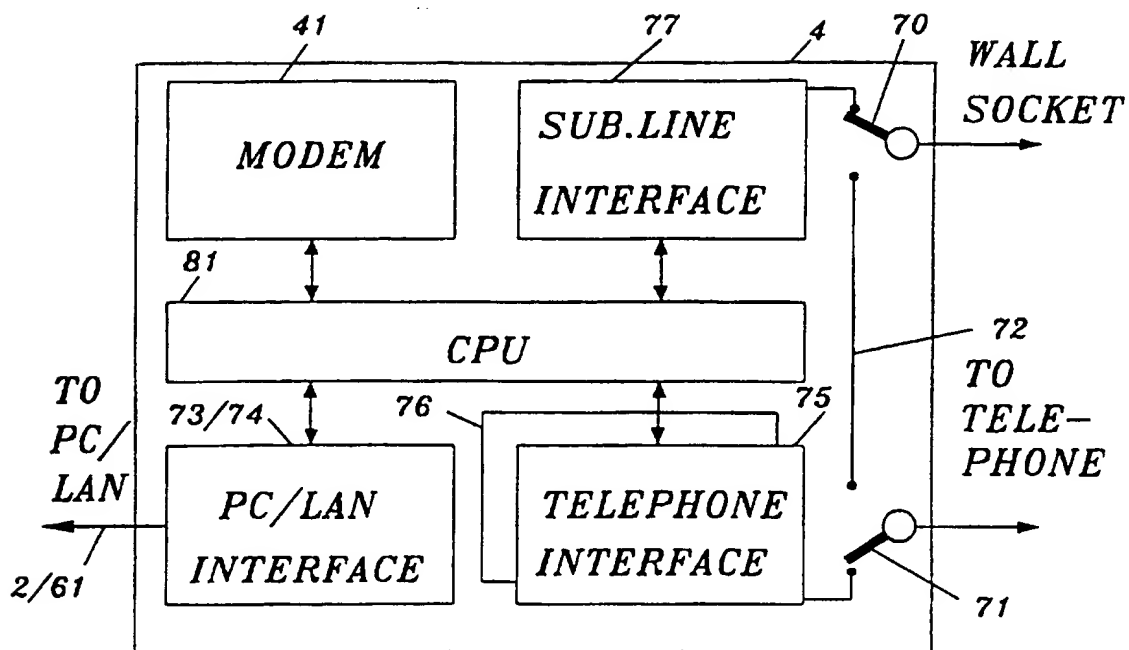 41
77
4
70
WALL
SOCKET
MODEM
SUB.LINE
INTERFACE
81
CPU
72
TO
PC/
LAN
73/74
76
75
TO
TELE-
PHONE
PC/LAN
INTERFACE
TELEPHONE
INTERFACE
2/61
71